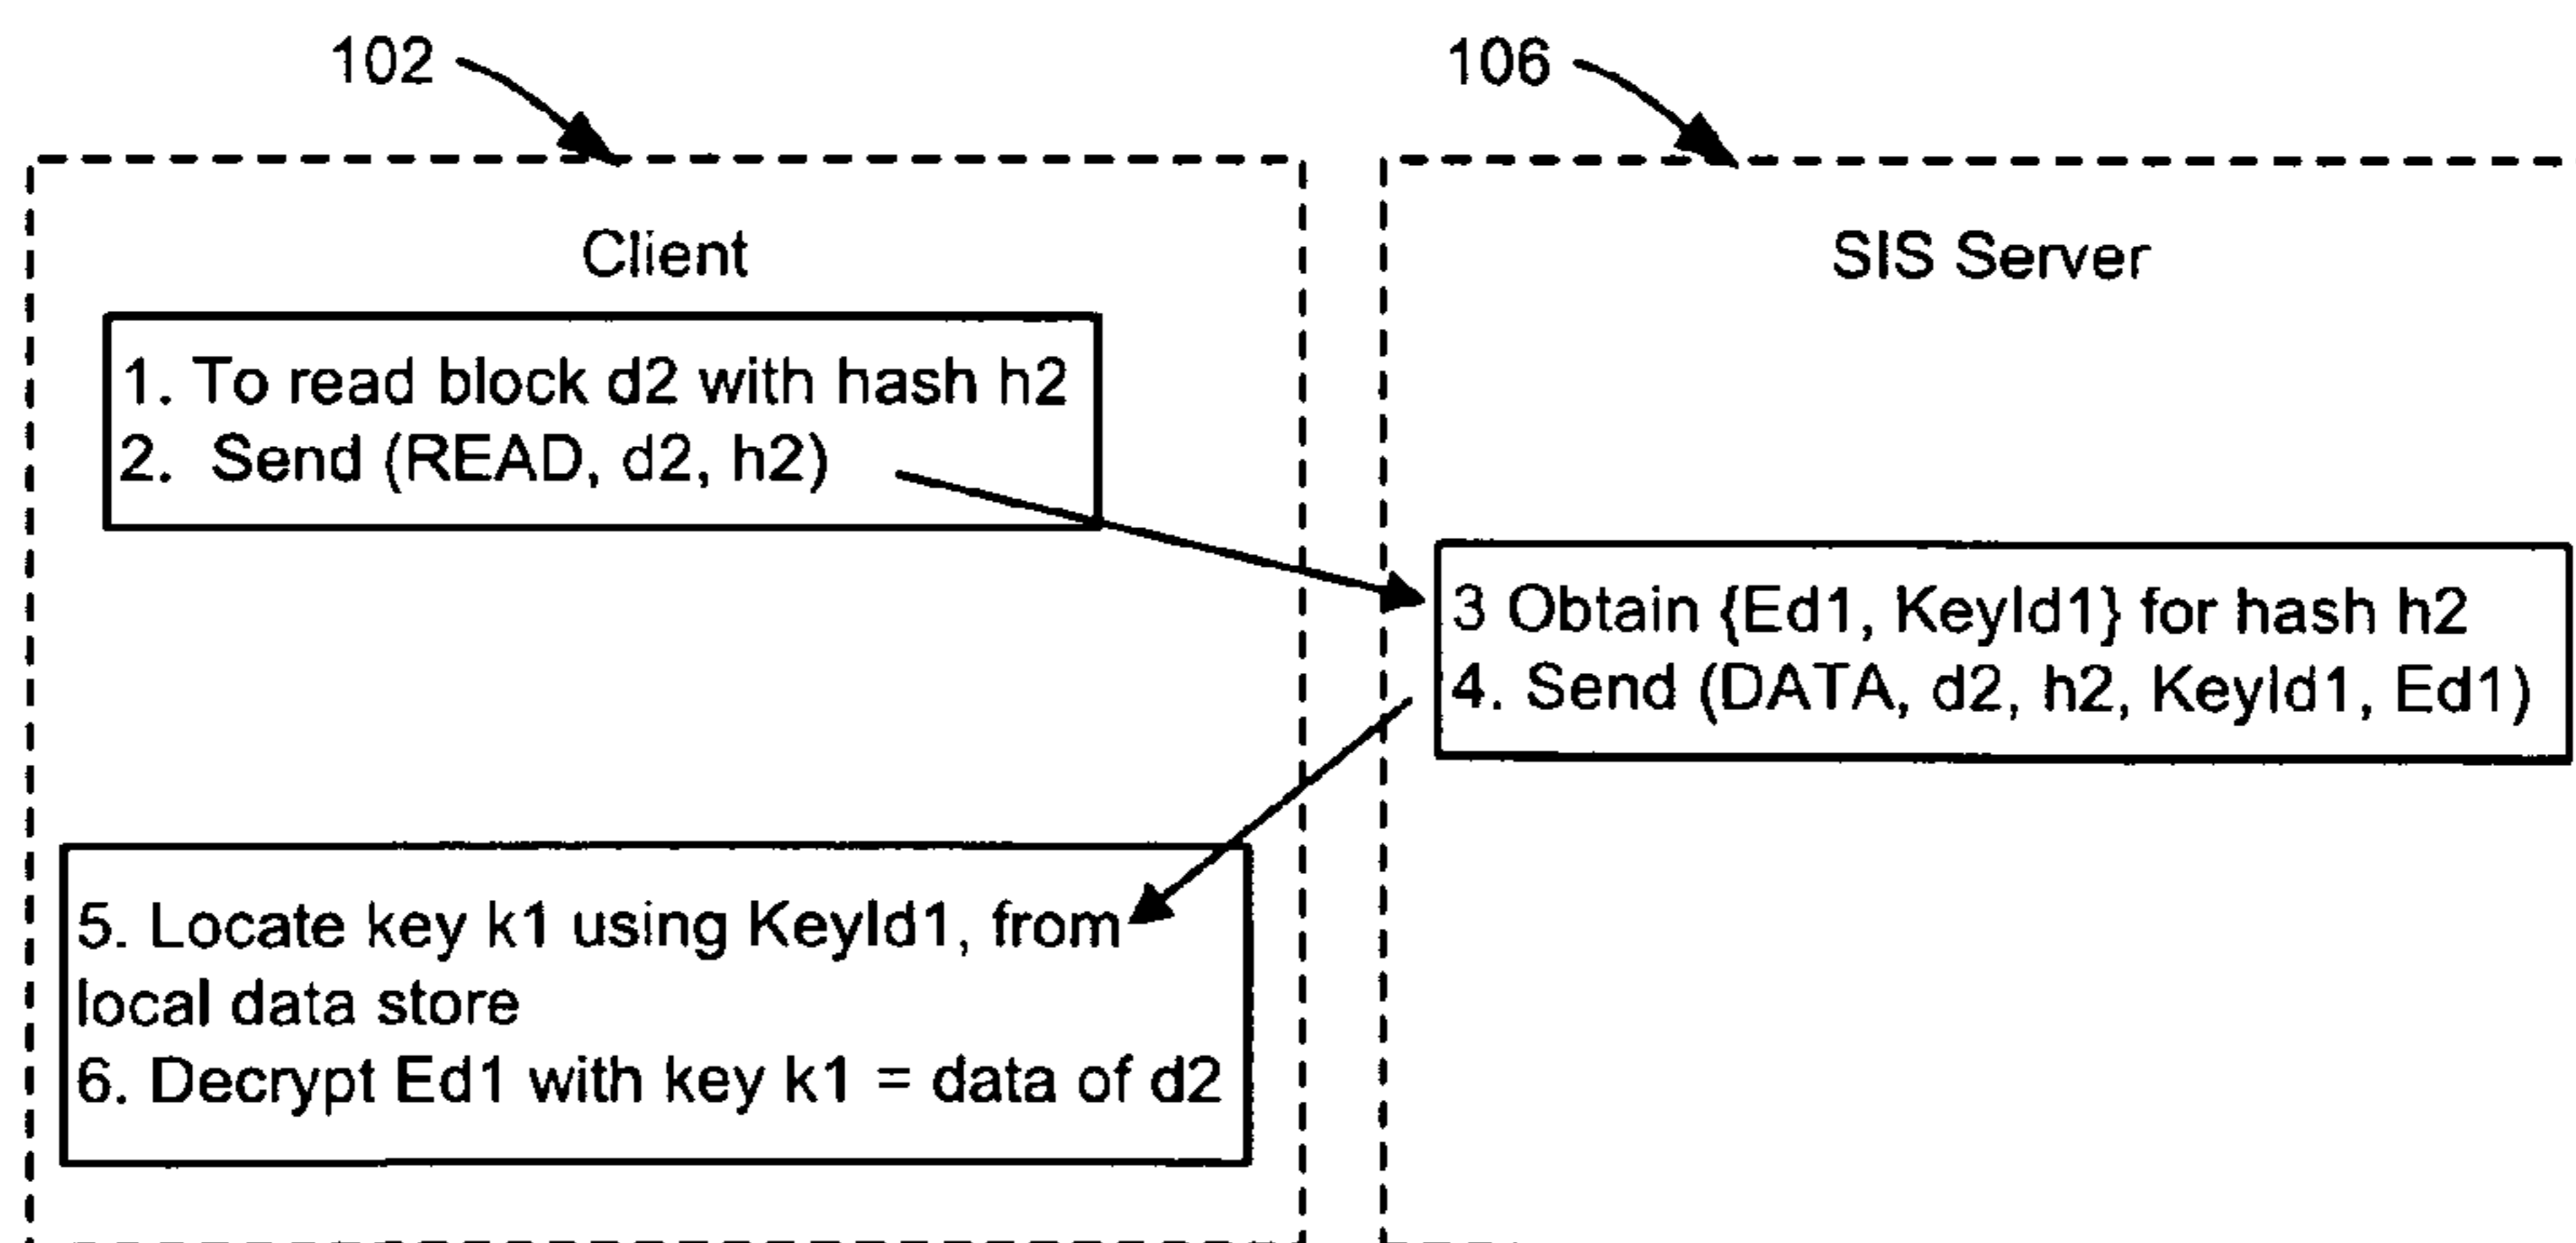 102
106
Client
SIS Server
1. To read block d2 with hash h2
2. Send (READ, d2, h2)
3 Obtain {Ed1, KeyId1} for hash h2
4. Send (DATA, d2, h2, KeyId1, Ed1)
5. Locate key k1 using KeyId1, from
local data store
6. Decrypt Ed1 with key k1 = data of d2